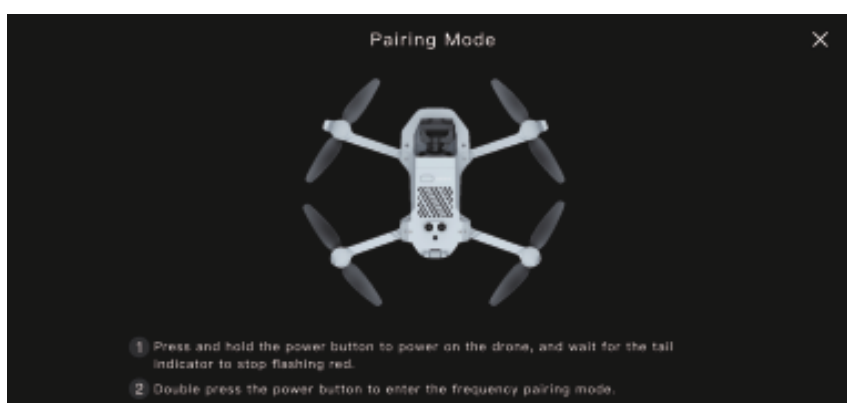 Pairing Mode
1 Press and hold the power button to power on the drone, and wait for the tail
indicator to stop flashing red.
2 Double press the power button to enter the frequency pairing mode.